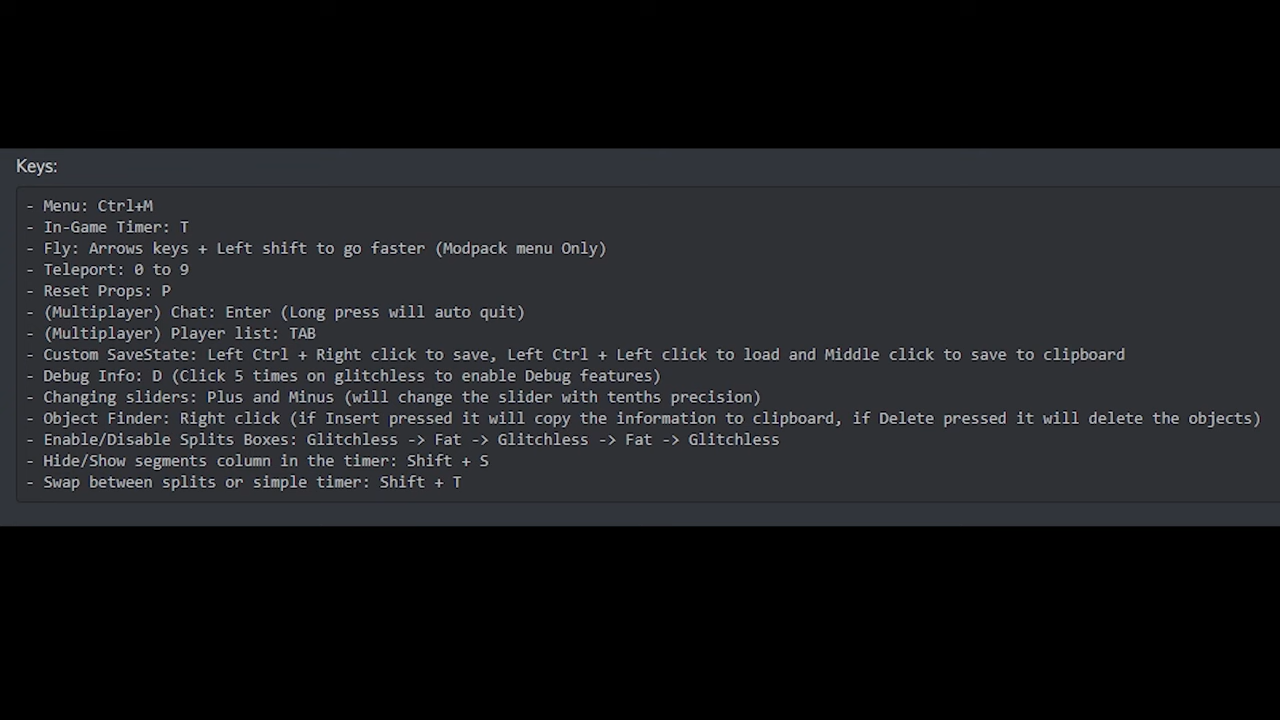 Keys:
- Menu: Ctrl+M
- In-Game Timer: T
- Fly: Arrows keys + Left shift to go faster (Modpack menu Only)
- Teleport: 0 to 9
- Reset Props: P
- (Multiplayer) Chat: Enter (Long press will auto quit)
- (Multiplayer) Player list: TAB
- Custom SaveState: Left Ctrl + Right click to save, Left Ctrl + Left click to load and Middle click to save to clipboard
- Debug Info: D (Click 5 times on glitchless to enable Debug features)
- Changing sliders: Plus and Minus (will change the slider with tenths precision)
- Object Finder: Right click (if Insert pressed it will copy the information to clipboard, if Delete pressed it will delete the objects)
- Enable/Disable Splits Boxes: Glitchless -> Fat -> Glitchless -> Fat -> Glitchless
- Hide/Show segments column in the timer: Shift + S
- Swap between splits or simple timer: Shift + T